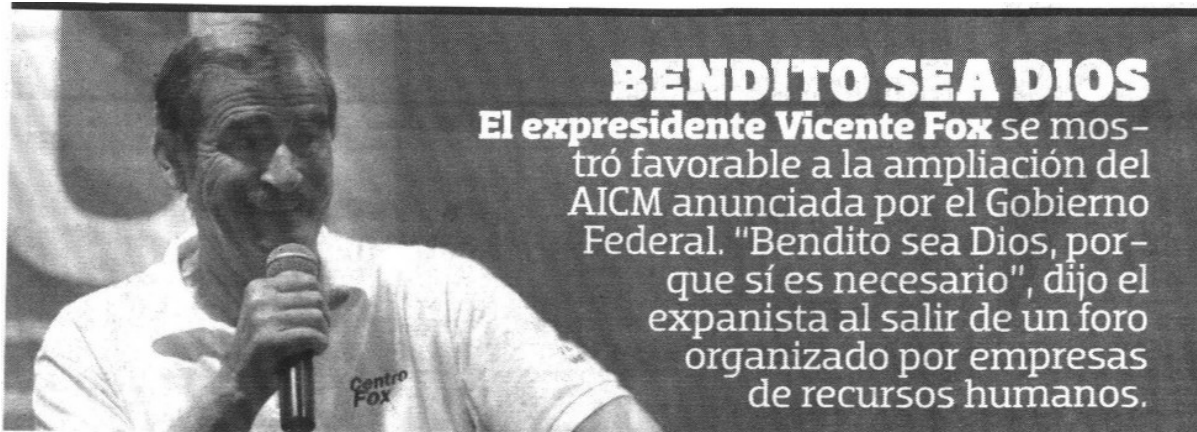 BENDITO SEA DIOS
El expresidente Vicente Fox se mos-
tró favorable a la ampliación del
AICM anunciada por el Gobierno
Federal. "Bendito sea Dios, por-
que sí es necesario", dijo el
expanista al salir de un foro
organizado por empresas
de recursos humanos.
Centro
Fox